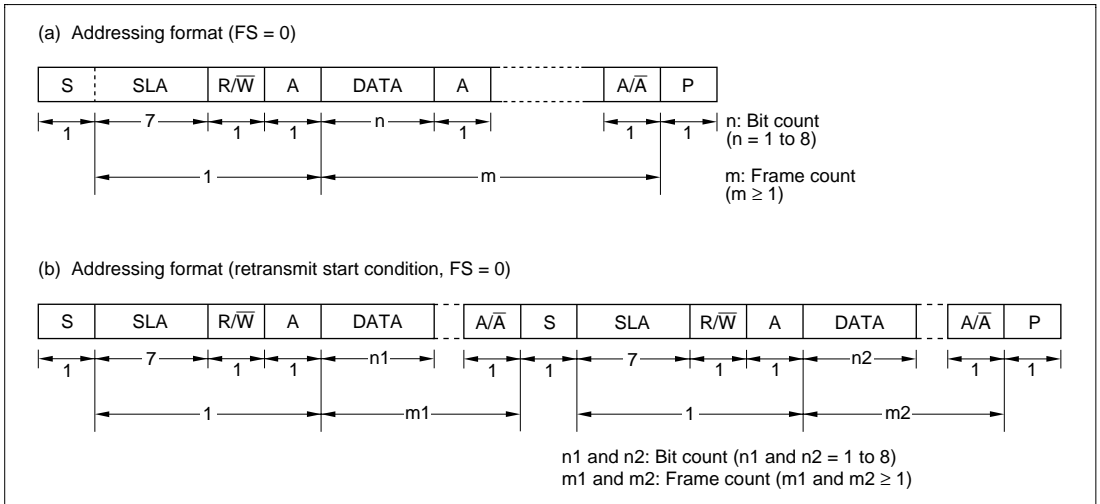 (a) Addressing format (FS = 0)
S SLA R/W̅ A DATA A A/A̅ P
1 7 1 1 n 1 1 1
n: Bit count
(n = 1 to 8)
1 m
m: Frame count
(m ≥ 1)
(b) Addressing format (retransmit start condition, FS = 0)
S SLA R/W̅ A DATA A/A̅ S SLA R/W̅ A DATA A/A̅ P
1 7 1 1 n1 1 1 7 1 1 n2 1 1
1 m1 1 m2
n1 and n2: Bit count (n1 and n2 = 1 to 8)
m1 and m2: Frame count (m1 and m2 ≥ 1)